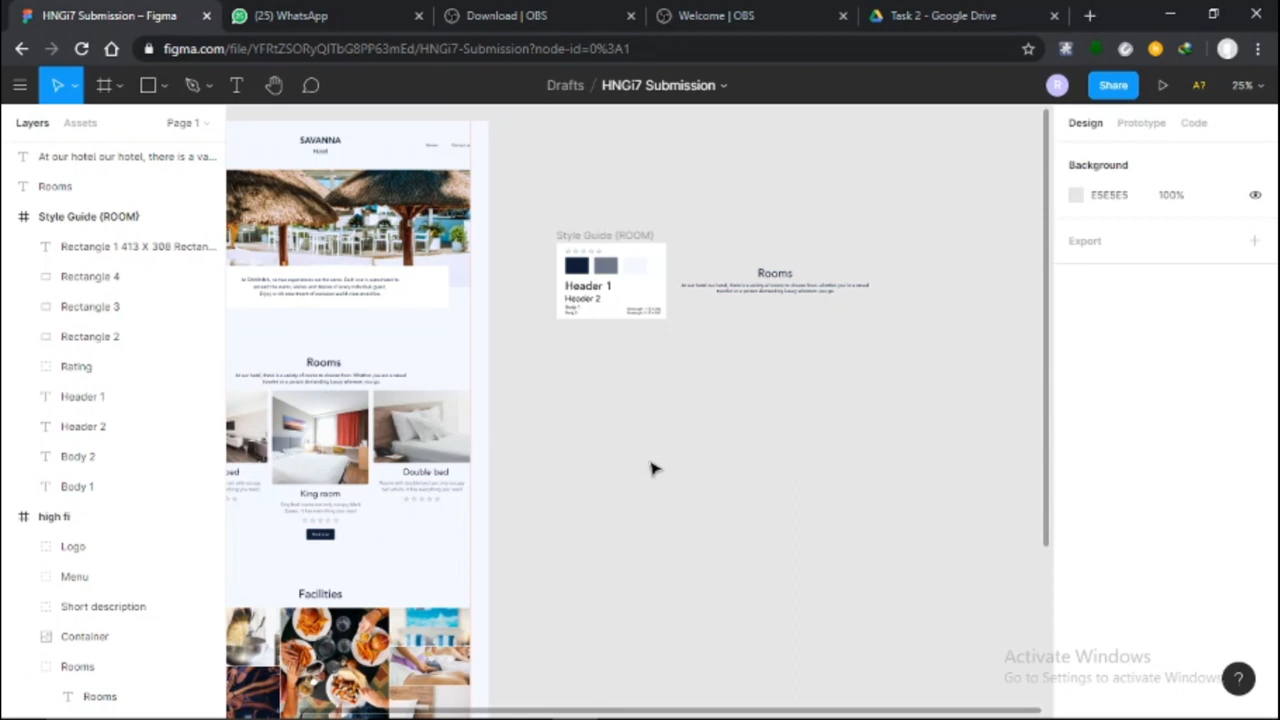 HNGi7 Submission – Figma
(25) WhatsApp
Download | OBS
Welcome | OBS
Task 2 - Google Drive
figma.com/file/YFRtZSORyQITbG8PP63mEd/HNGi7-Submission?node-id=0%3A1
Drafts / HNGi7 Submission
R
Share
A?
25%
Layers
Assets
Page 1
At our hotel our hotel, there is a va...
Rooms
Style Guide (ROOM)
Rectangle 1 413 X 308 Rectan...
Rectangle 4
Rectangle 3
Rectangle 2
Rating
Header 1
Header 2
Body 2
Body 1
high fi
Logo
Menu
Short description
Container
Rooms
Rooms
SAVANNA
Hotel
Home
Rooms
King room
Double bed
Facilities
Style Guide (ROOM)
Header 1
Header 2
Body 1
Body 2
Rooms
Design
Prototype
Code
Background
E5E5E5
100%
Export
Activate Windows
Go to Settings to activate Windows
?